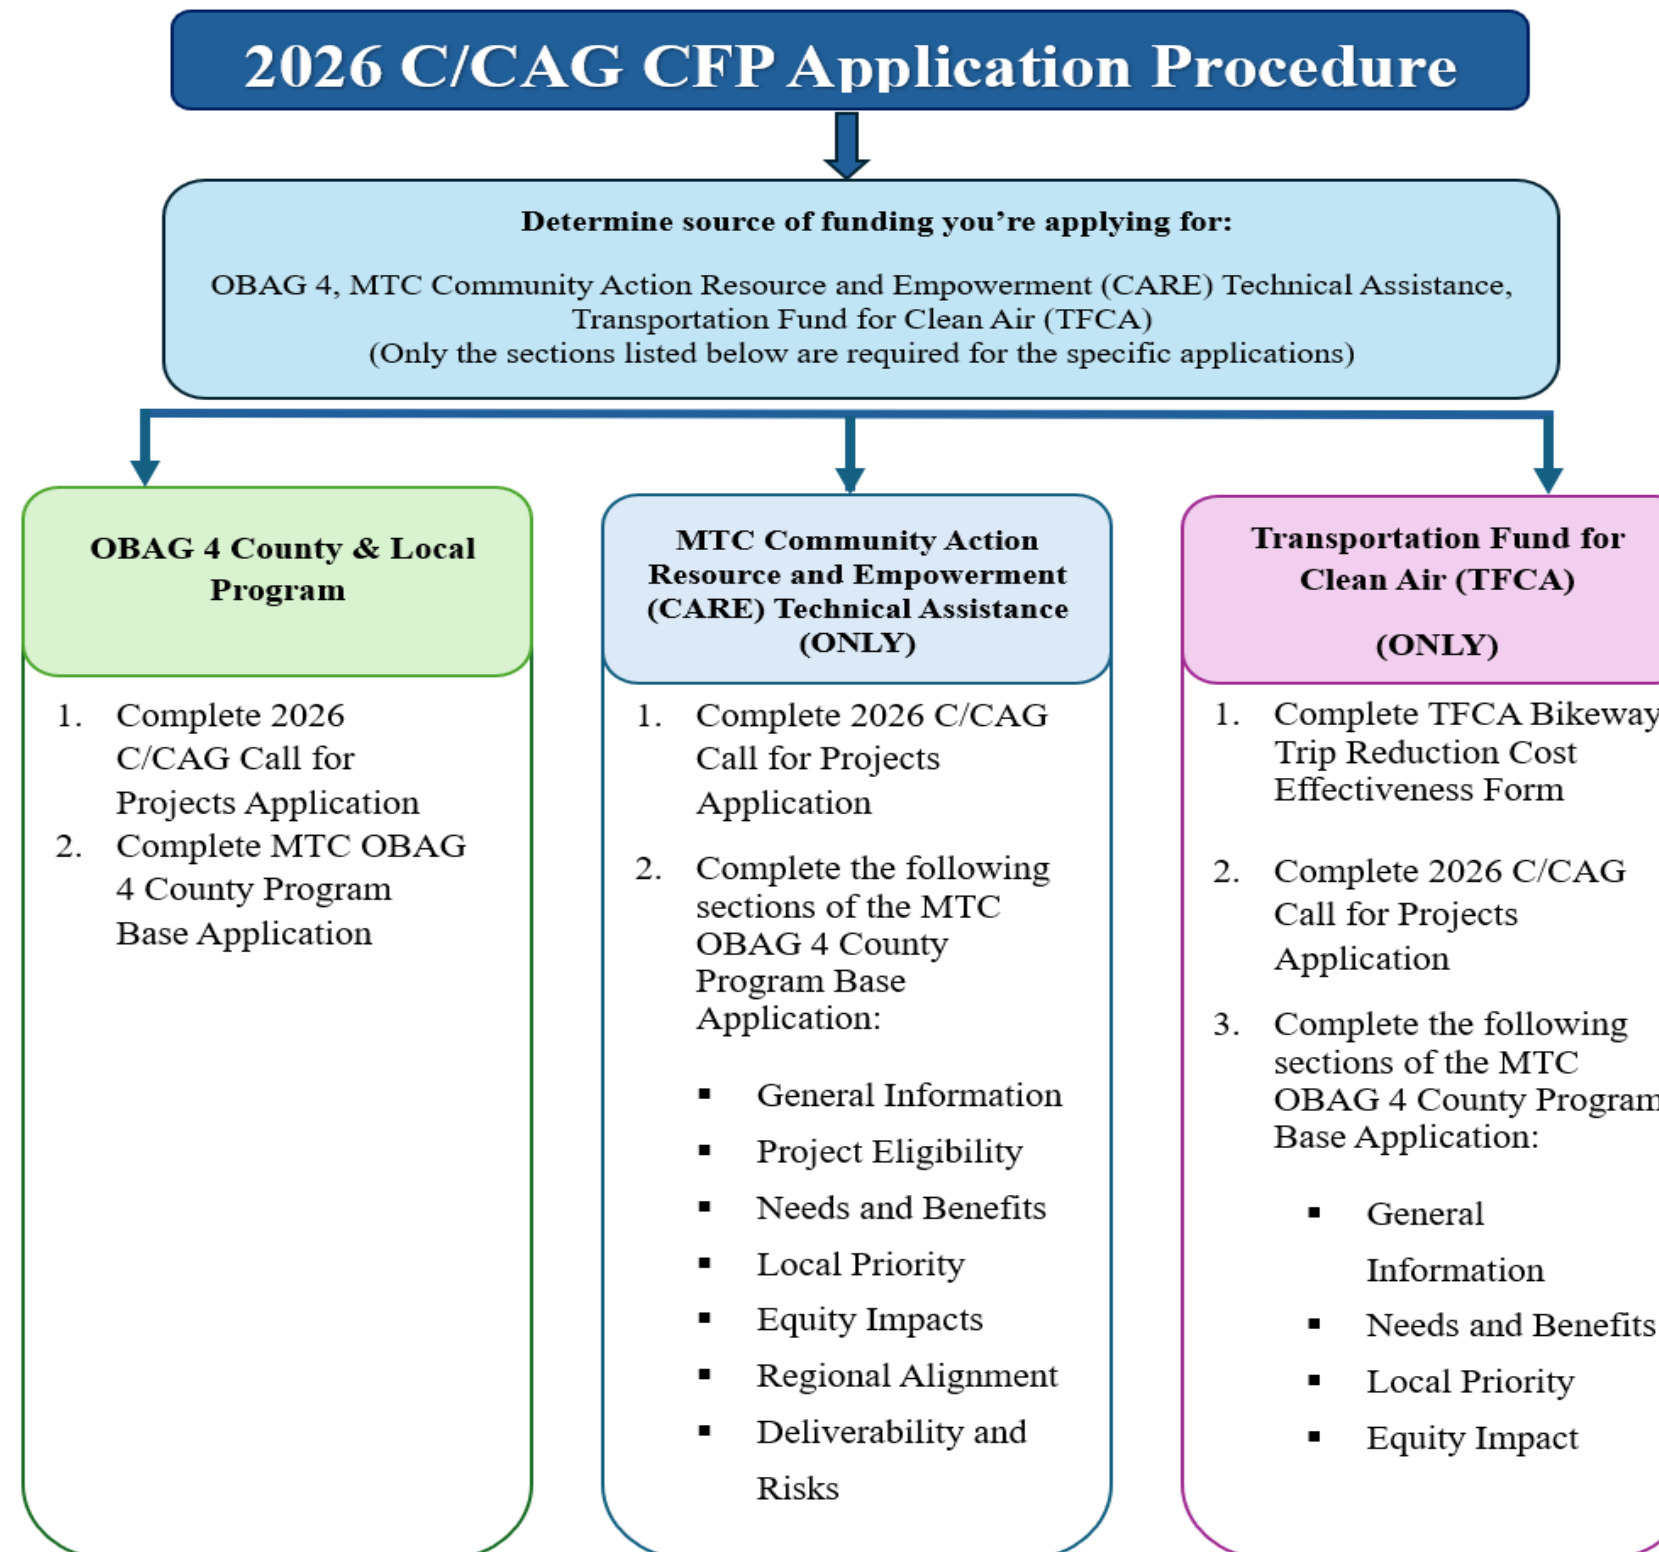 2026 C/CAG CFP Application Procedure
Determine source of funding you’re applying for:
OBAG 4, MTC Community Action Resource and Empowerment (CARE) Technical Assistance,
Transportation Fund for Clean Air (TFCA)
(Only the sections listed below are required for the specific applications)
OBAG 4 County & Local
Program
1. Complete 2026
C/CAG Call for
Projects Application
2. Complete MTC OBAG
4 County Program
Base Application
MTC Community Action
Resource and Empowerment
(CARE) Technical Assistance
(ONLY)
1. Complete 2026 C/CAG
Call for Projects
Application
2. Complete the following
sections of the MTC
OBAG 4 County
Program Base
Application:
▪ General Information
▪ Project Eligibility
▪ Needs and Benefits
▪ Local Priority
▪ Equity Impacts
▪ Regional Alignment
▪ Deliverability and
Risks
Transportation Fund for
Clean Air (TFCA)
(ONLY)
1. Complete TFCA Bikeway
Trip Reduction Cost
Effectiveness Form
2. Complete 2026 C/CAG
Call for Projects
Application
3. Complete the following
sections of the MTC
OBAG 4 County Program
Base Application:
▪ General
Information
▪ Needs and Benefits
▪ Local Priority
▪ Equity Impact